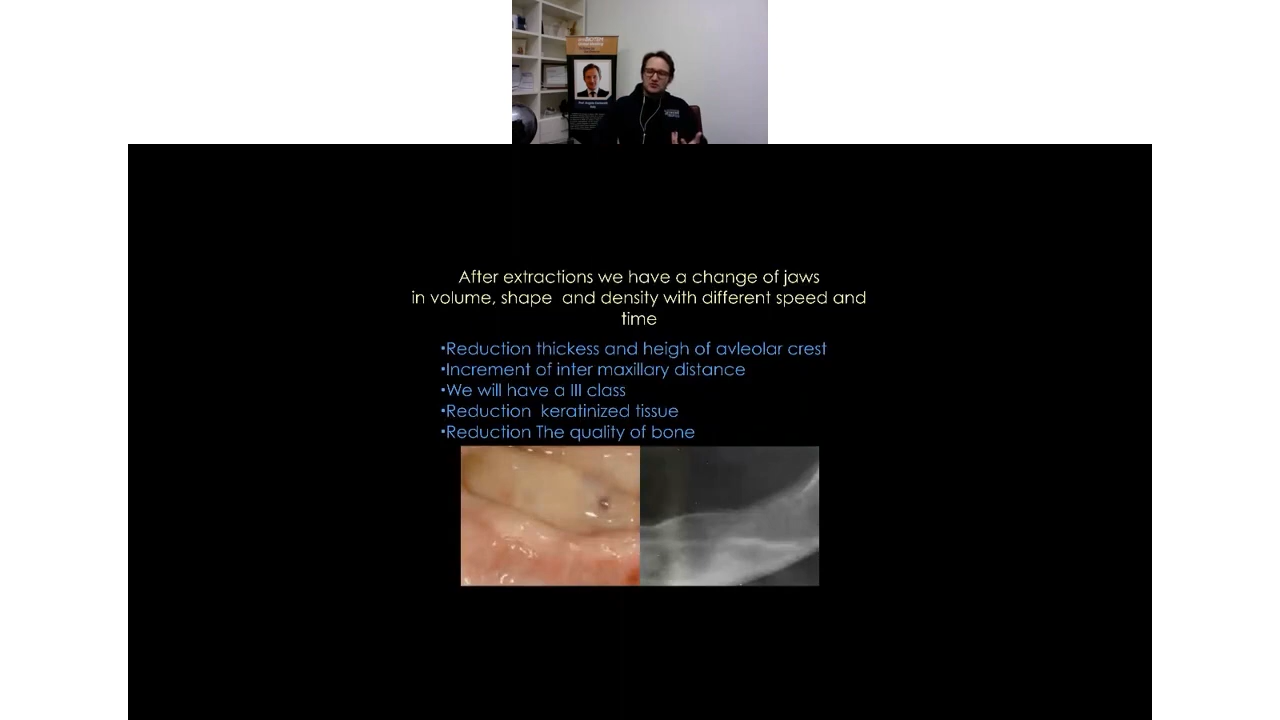 After extractions we have a change of jaws
in volume, shape and density with different speed and
time
•Reduction thickess and heigh of avleolar crest
•Increment of inter maxillary distance
•We will have a III class
•Reduction keratinized tissue
•Reduction The quality of bone